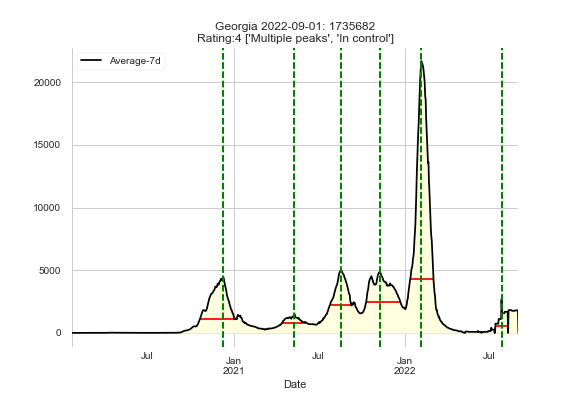 Georgia 2022-09-01: 1735682
Rating:4 ['Multiple peaks', 'In control']
Average-7d
20000
15000
10000
5000
0
Jul
Jan
2021
Jul
Jan
2022
Jul
Date